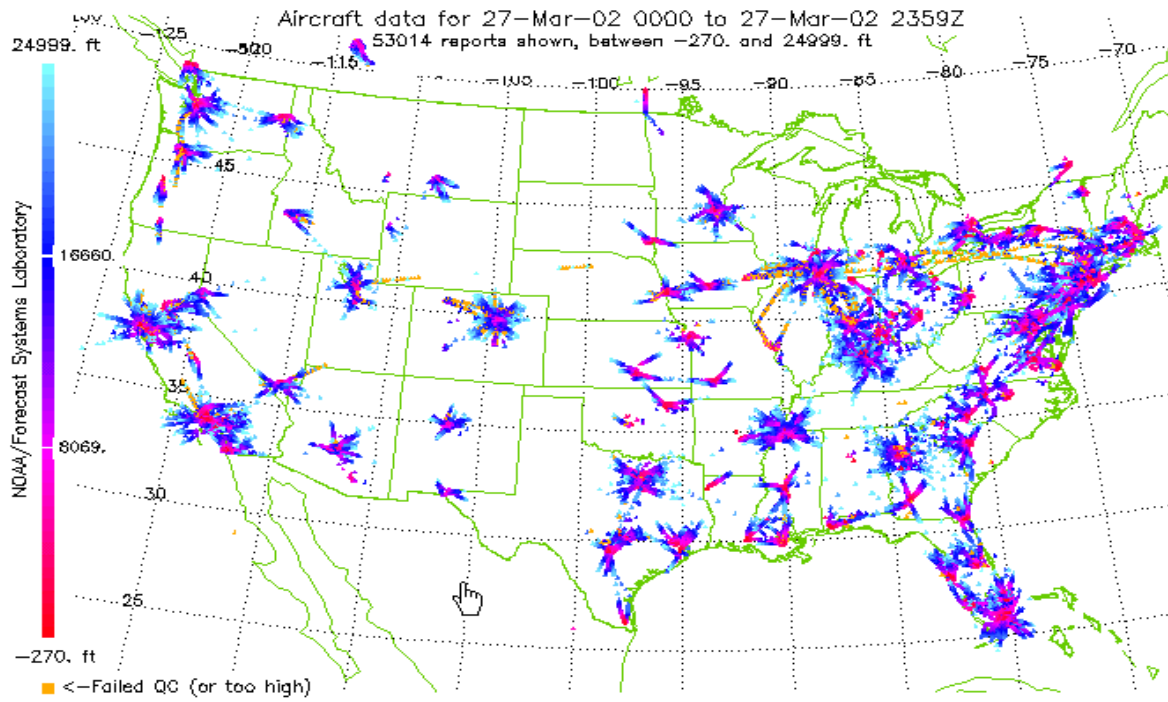 Aircraft data for 27-Mar-02 0000 to 27-Mar-02 2359Z
53014 reports shown, between -270. and 24999. ft
24999. ft
16660.
8069.
-270. ft
NOAA/Forecast Systems Laboratory
<-Failed QC (or too high)
-125
-115
-105
-100
-95
-90
-85
-80
-75
-70
45
40
35
30
25